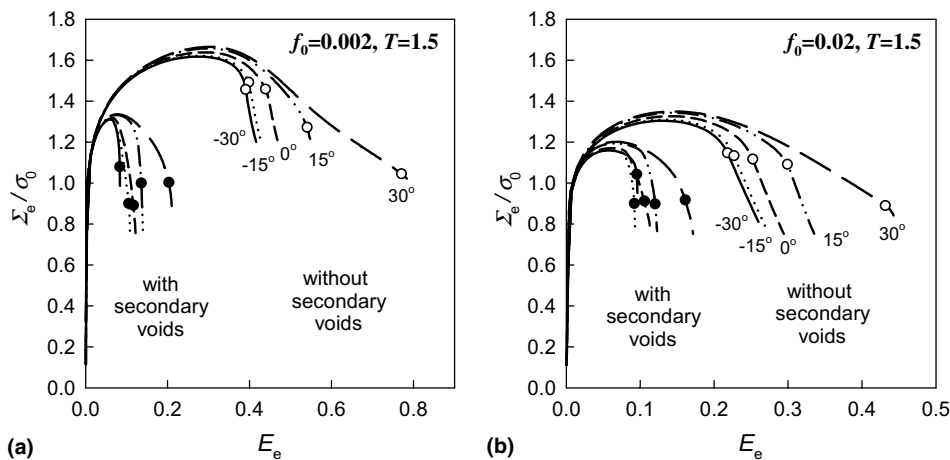 f₀=0.002, T=1.5
Σe/σ0
1.8
1.6
1.4
1.2
1.0
0.8
0.6
0.4
0.2
0.0
-30°
-15°
0°
15°
30°
with
secondary
voids
without
secondary
voids
0.0 0.2 0.4 0.6 0.8
(a)
Ee
f₀=0.02, T=1.5
Σe/σ0
1.8
1.6
1.4
1.2
1.0
0.8
0.6
0.4
0.2
0.0
-30°
-15°
0°
15°
30°
with
secondary
voids
without
secondary
voids
0.0 0.1 0.2 0.3 0.4 0.5
(b)
Ee